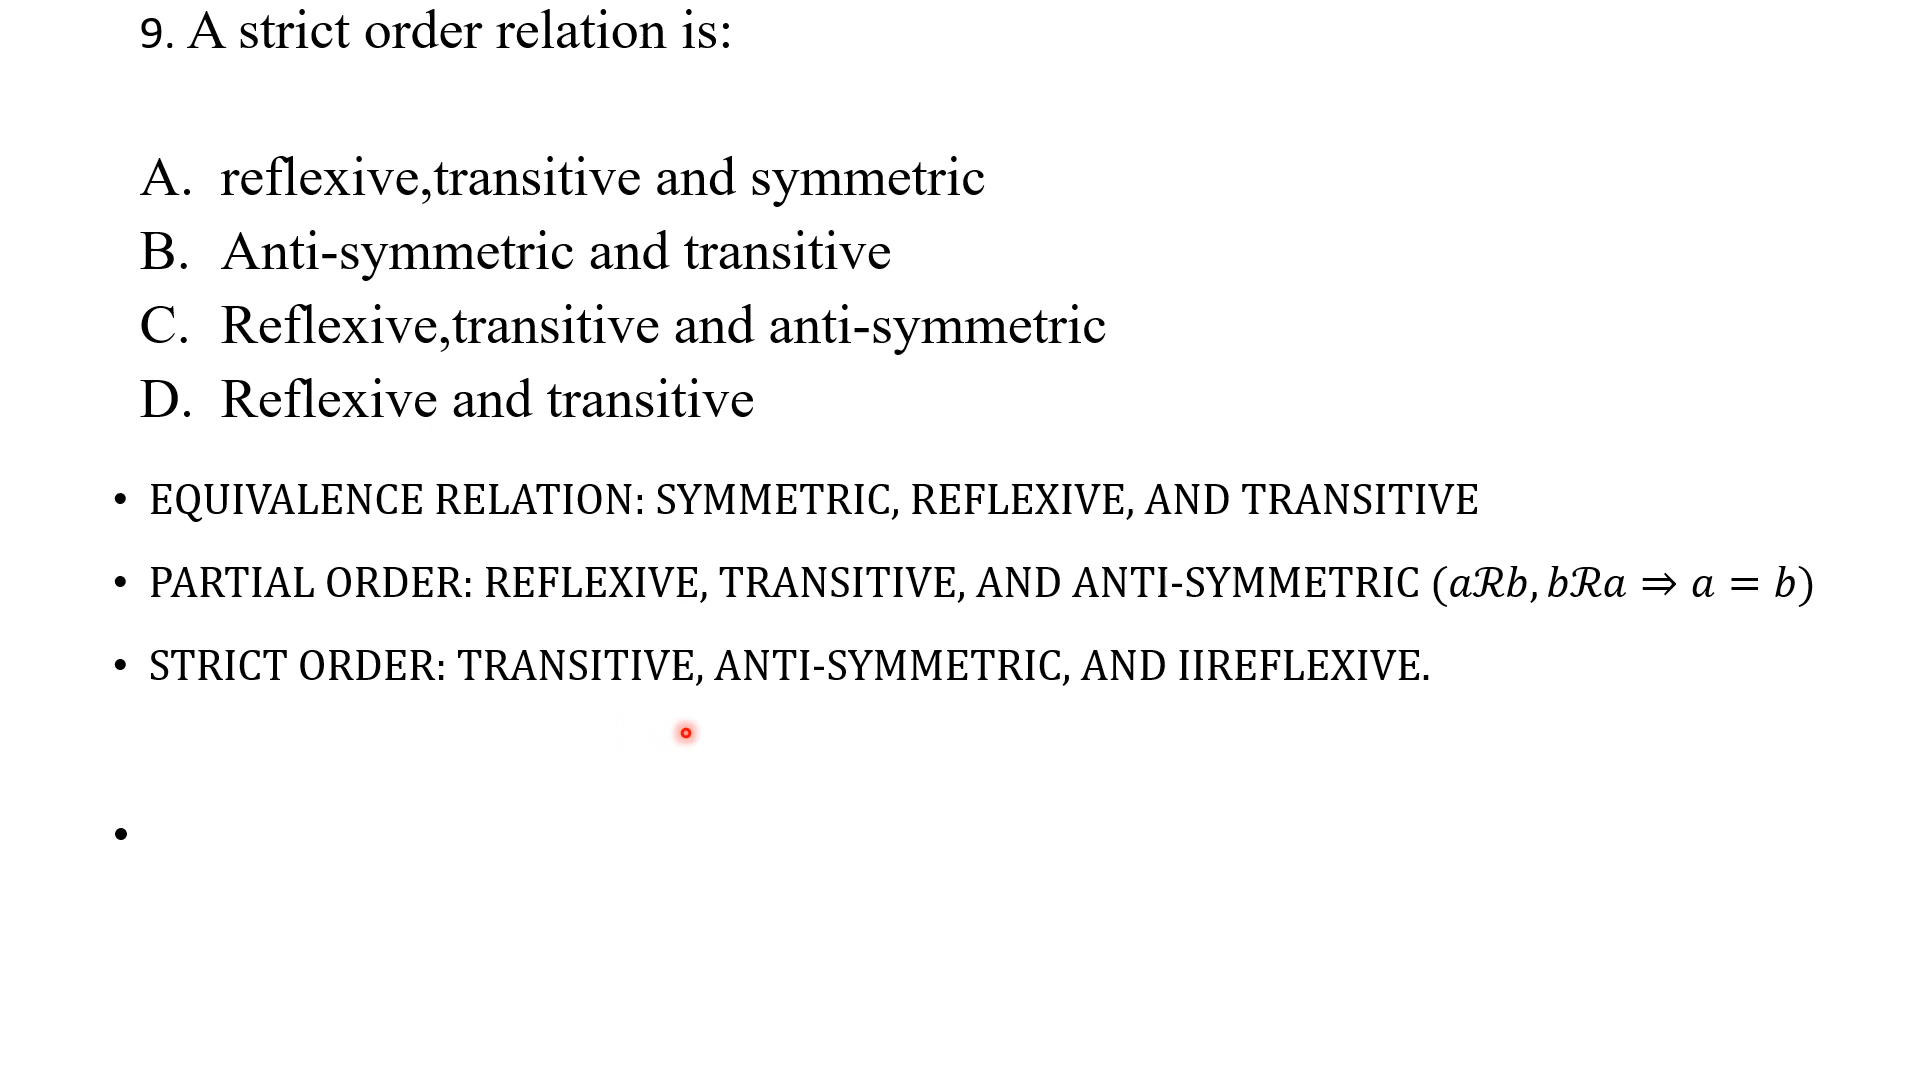 9. A strict order relation is:
A. reflexive,transitive and symmetric
B. Anti-symmetric and transitive
C. Reflexive,transitive and anti-symmetric
D. Reflexive and transitive
• EQUIVALENCE RELATION: SYMMETRIC, REFLEXIVE, AND TRANSITIVE
• PARTIAL ORDER: REFLEXIVE, TRANSITIVE, AND ANTI-SYMMETRIC (𝑎ℛ𝑏, 𝑏ℛ𝑎 ⇒ 𝑎 = 𝑏)
• STRICT ORDER: TRANSITIVE, ANTI-SYMMETRIC, AND IIREFLEXIVE.
•